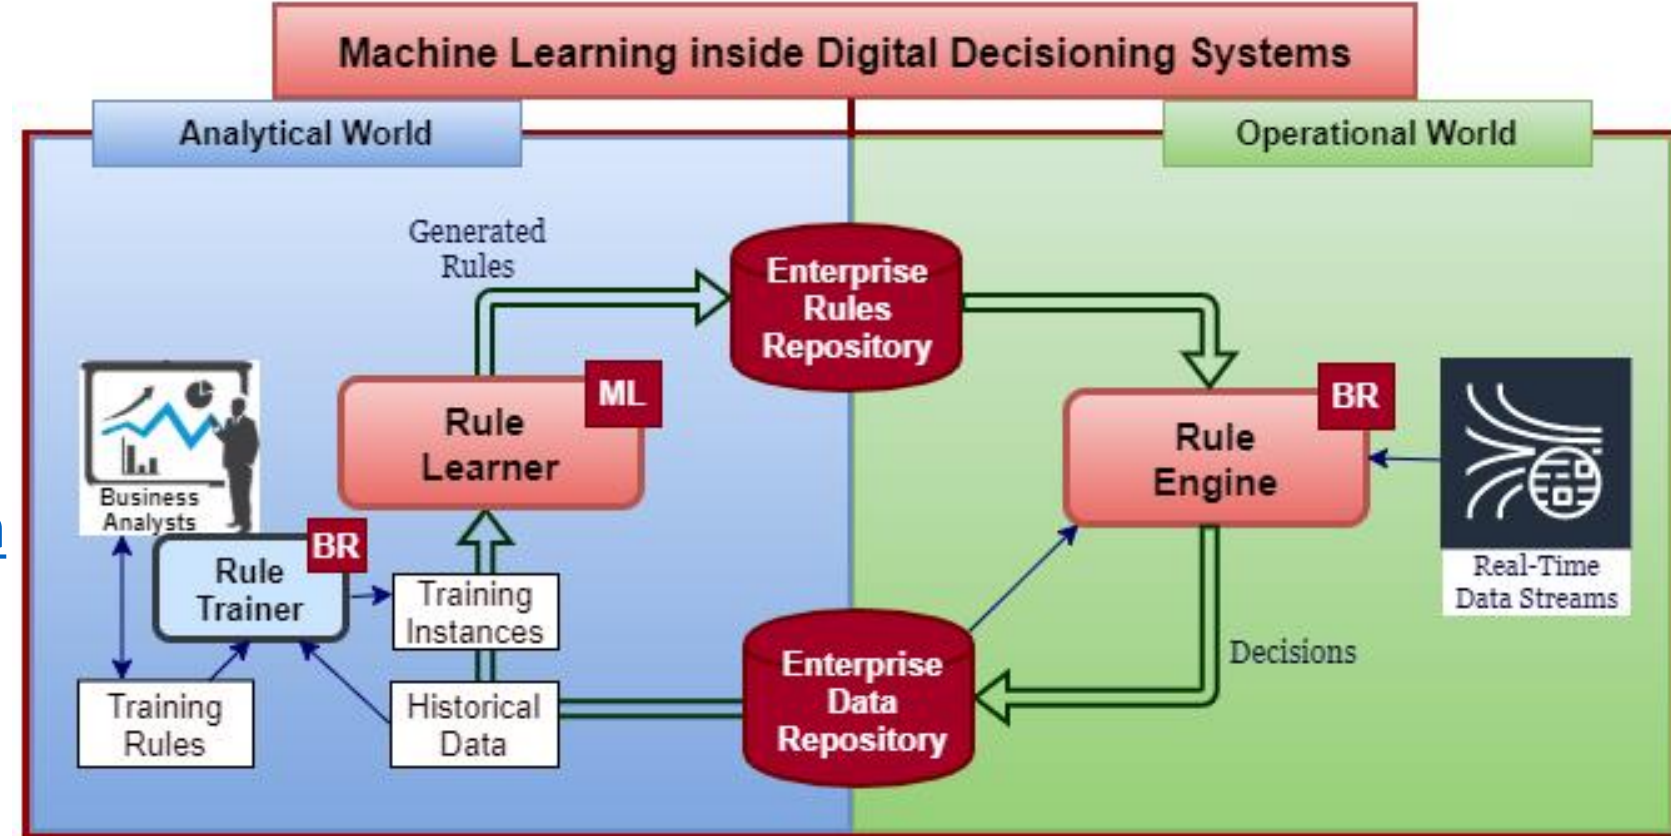 Machine Learning inside Digital Decisioning Systems
Analytical World
Operational World
Generated
Rules
Enterprise
Rules
Repository
ML
Rule
Learner
BR
Rule
Engine
Business
Analysts
BR
Rule
Trainer
Training
Instances
Real-Time
Data Streams
Decisions
Training
Rules
Historical
Data
Enterprise
Data
Repository